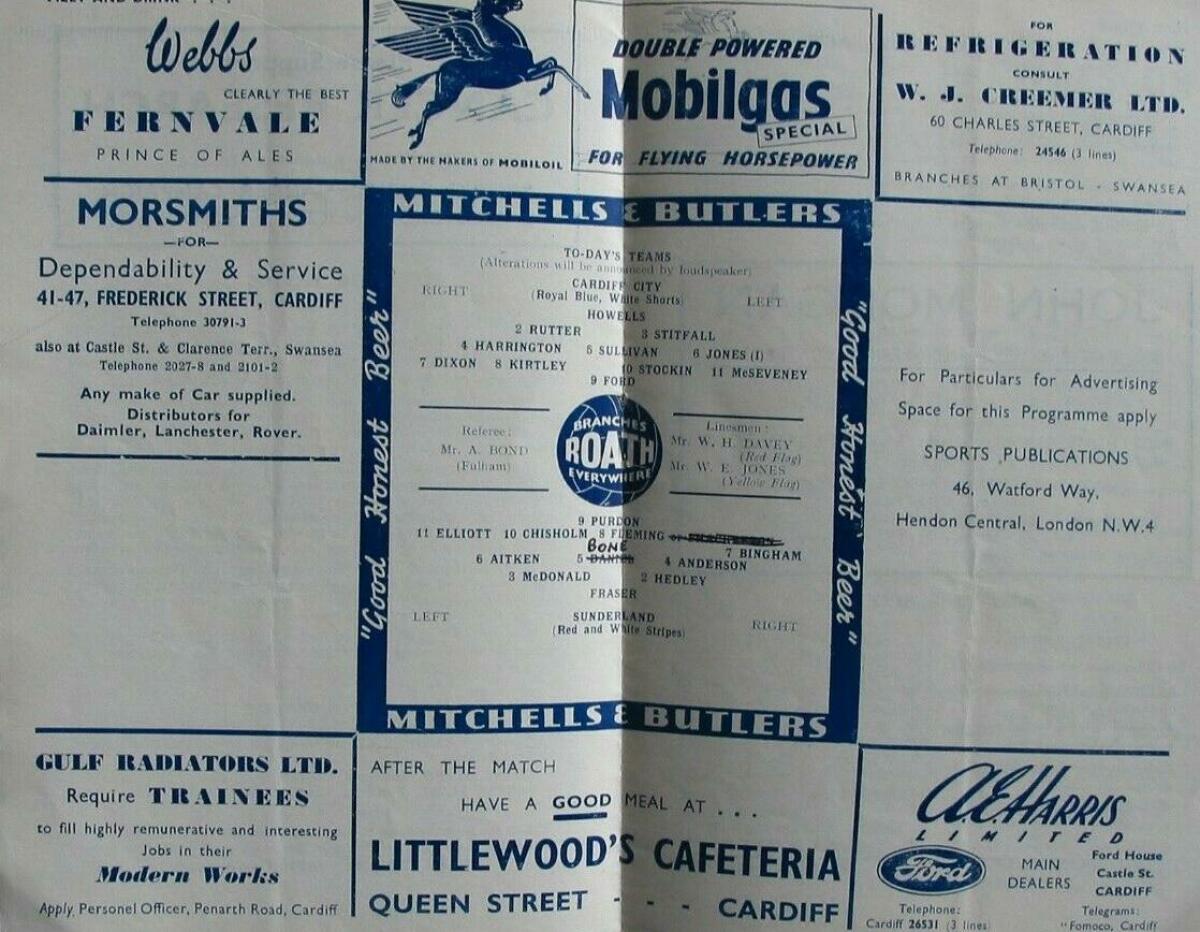 Webbs
CLEARLY THE BEST
FERNVALE
PRINCE OF ALES
MADE BY THE MAKERS OF MOBILOIL
DOUBLE POWERED
Mobilgas
SPECIAL
FOR FLYING HORSEPOWER
FOR
REFRIGERATION
CONSULT
W. J. CREEMER LTD.
60 CHARLES STREET, CARDIFF
Telephone: 24546 (3 lines)
BRANCHES AT BRISTOL - SWANSEA
MORSMITHS
—FOR—
Dependability & Service
41-47, FREDERICK STREET, CARDIFF
Telephone 30791-3
also at Castle St. & Clarence Terr., Swansea
Telephone 2027-8 and 2101-2
Any make of Car supplied.
Distributors for
Daimler, Lanchester, Rover.
MITCHELLS & BUTLERS
"Good Honest Beer"
TO-DAY'S TEAMS
(Alterations will be announced by loudspeaker)
CARDIFF CITY
RIGHT (Royal Blue, White Shorts) LEFT
HOWELLS
2 RUTTER 3 STITFALL
4 HARRINGTON 5 SULLIVAN 6 JONES (I)
7 DIXON 8 KIRTLEY 10 STOCKIN 11 McSEVENEY
9 FORD
Referee:
Mr. A. BOND
(Fulham)
BRANCHES
ROATH
EVERYWHERE
Linesmen:
Mr. W. H. DAVEY
(Red Flag)
Mr. W. E. JONES
(Yellow Flag)
9 PURDON
11 ELLIOTT 10 CHISHOLM 8 FLEMING or
7 BINGHAM
BONE
6 AITKEN 5 DANIEL 4 ANDERSON
3 McDONALD 2 HEDLEY
FRASER
LEFT SUNDERLAND RIGHT
(Red and White Stripes)
"Good Honest Beer"
MITCHELLS & BUTLERS
For Particulars for Advertising
Space for this Programme apply
SPORTS PUBLICATIONS
46, Watford Way,
Hendon Central, London N.W.4
GULF RADIATORS LTD.
Require TRAINEES
to fill highly remunerative and interesting
Jobs in their
Modern Works
Apply, Personel Officer, Penarth Road, Cardiff
AFTER THE MATCH
HAVE A GOOD MEAL AT . . .
LITTLEWOOD'S CAFETERIA
QUEEN STREET - - - CARDIFF
A.E. HARRIS
LIMITED
Ford
MAIN
DEALERS
Ford House
Castle St.
CARDIFF
Telephone:
Cardiff 26531 (3 lines)
Telegrams:
"Fomoco, Cardiff